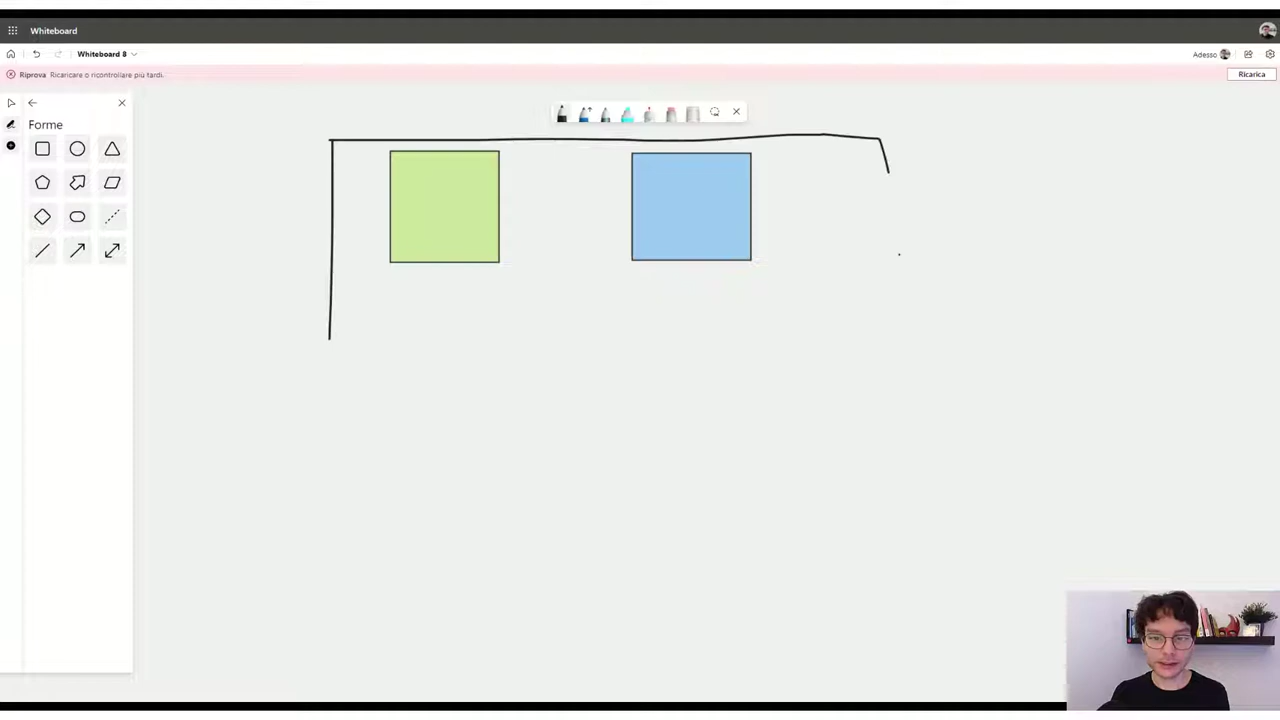 Whiteboard
Whiteboard 8
Adesso
Riprova Ricaricare o ricontrollare più tardi.
Ricarica
Forme